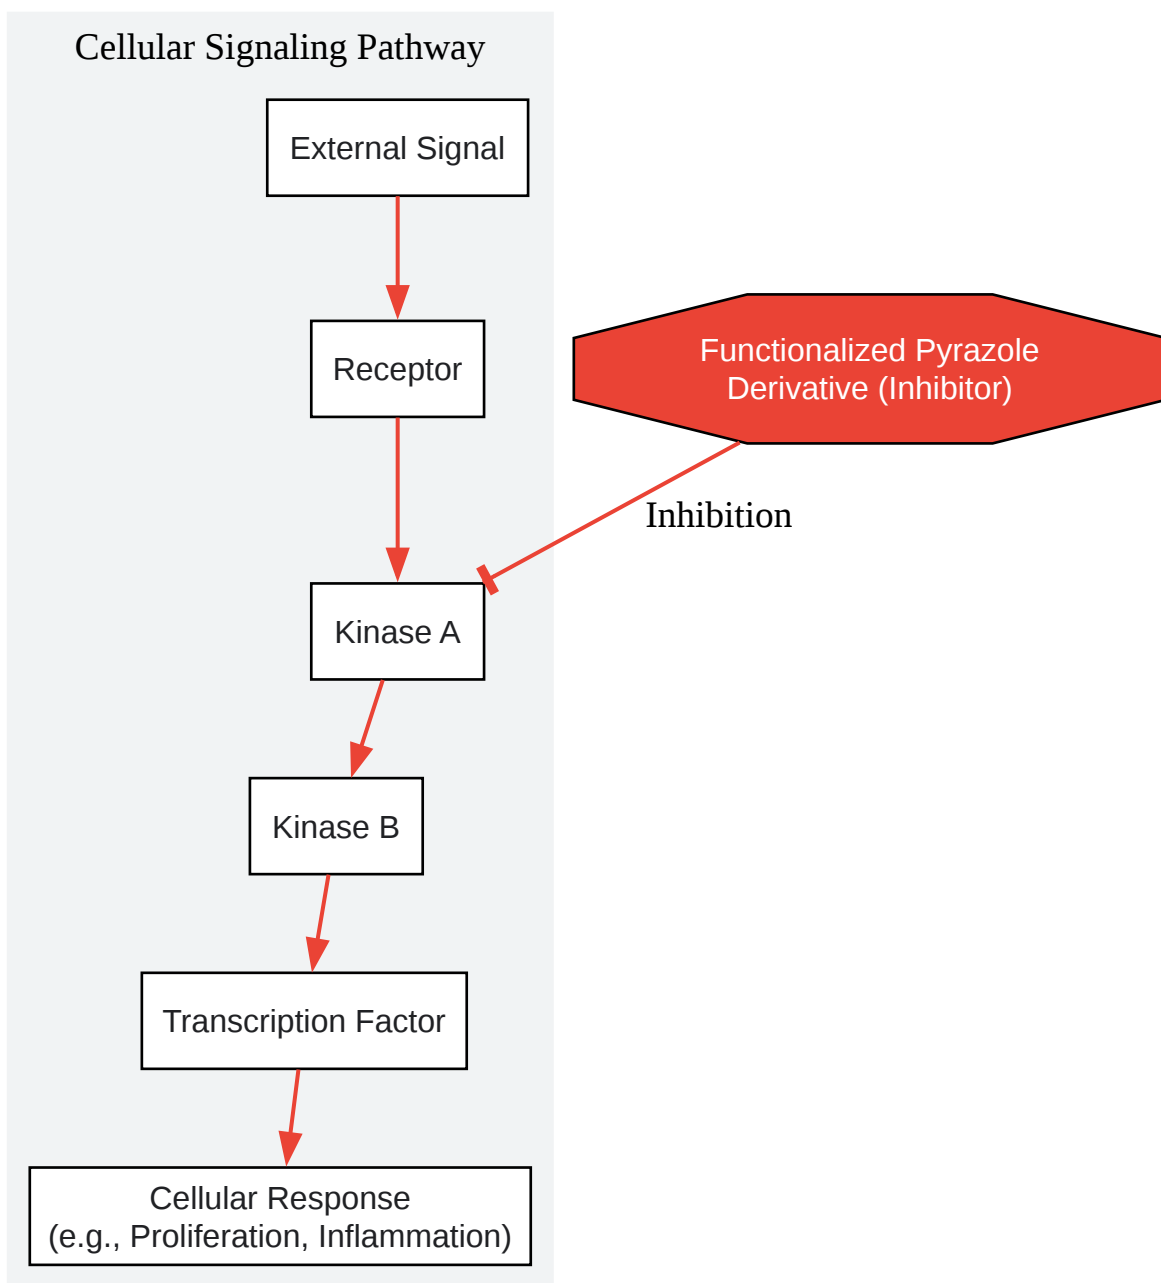 Cellular Signaling Pathway
External Signal
Receptor
Functionalized Pyrazole
Derivative (Inhibitor)
Inhibition
Kinase A
Kinase B
Transcription Factor
Cellular Response
(e.g., Proliferation, Inflammation)